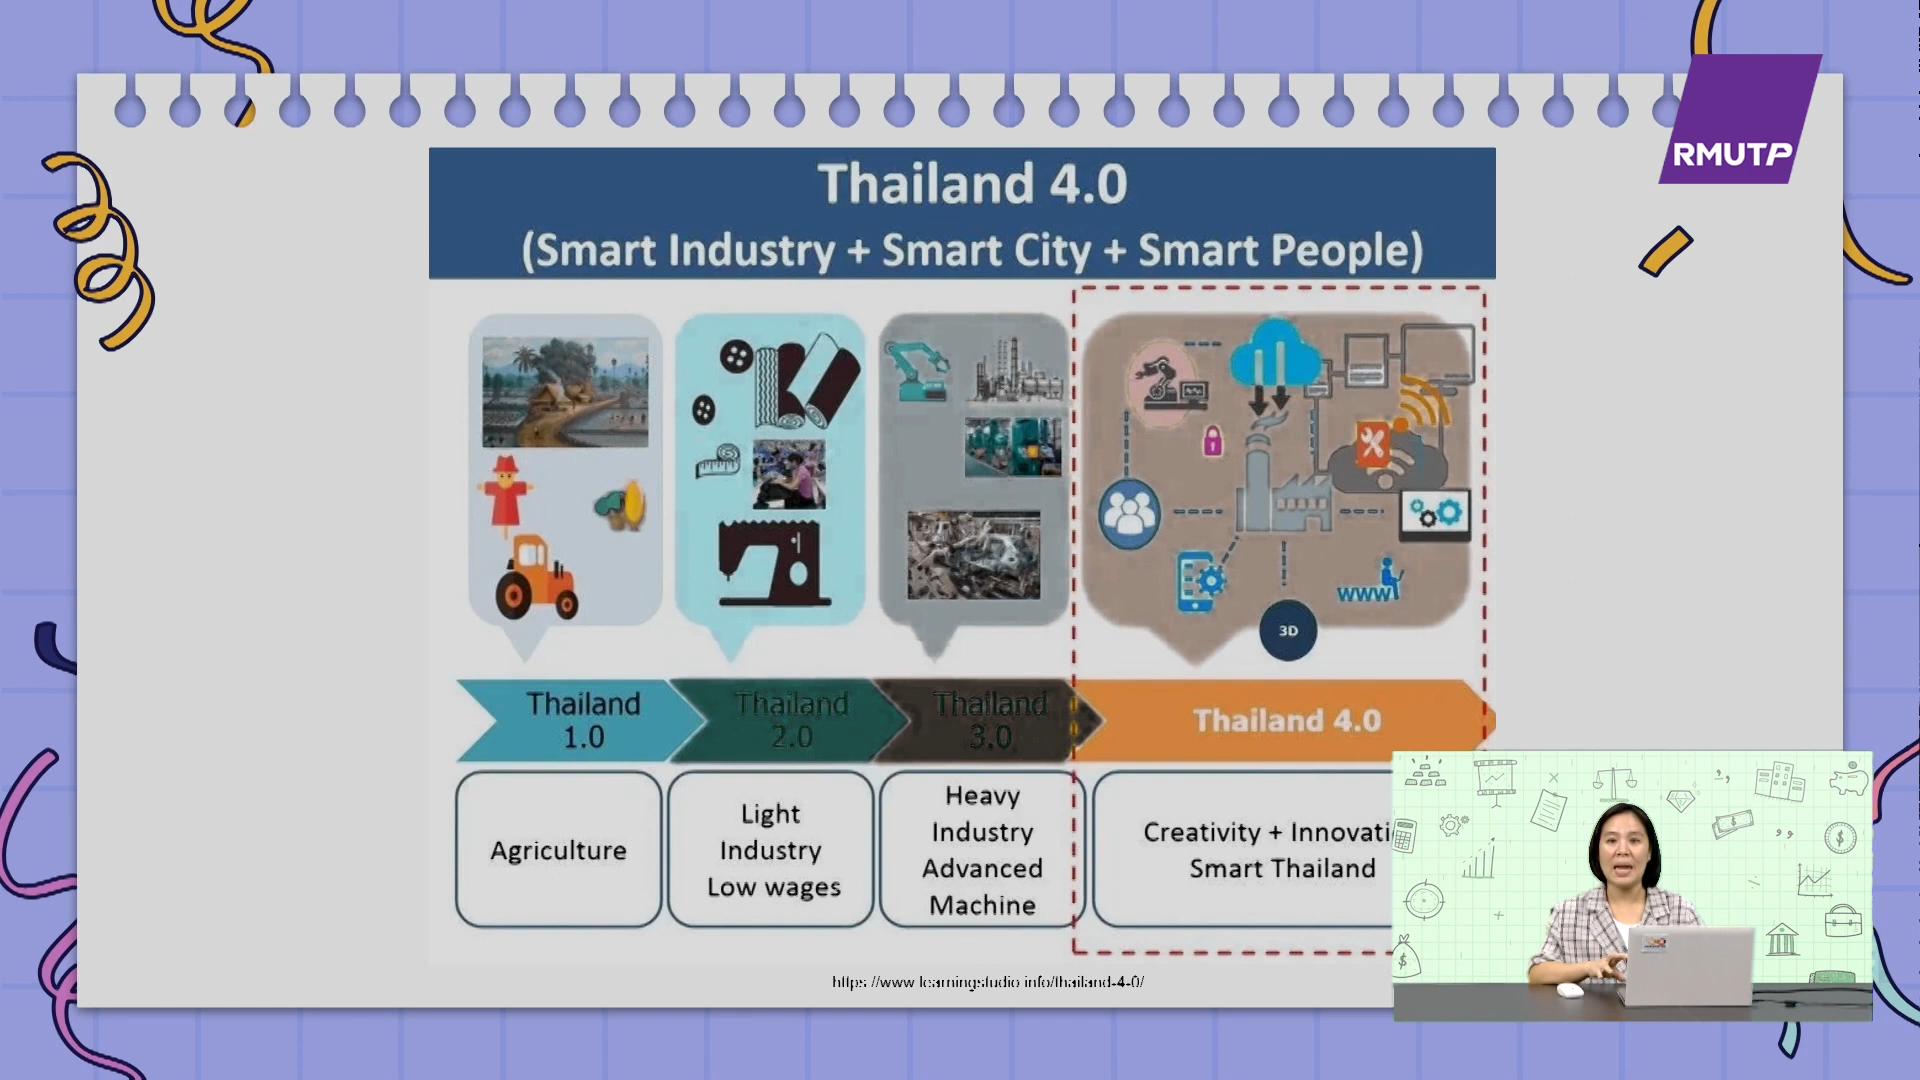 RMUTP
Thailand 4.0
(Smart Industry + Smart City + Smart People)
3D
www
Thailand
1.0
Thailand
2.0
Thailand
3.0
Thailand 4.0
Agriculture
Light
Industry
Low wages
Heavy
Industry
Advanced
Machine
Creativity + Innovati
Smart Thailand
https://www.learningstudio.info/thailand-4-0/